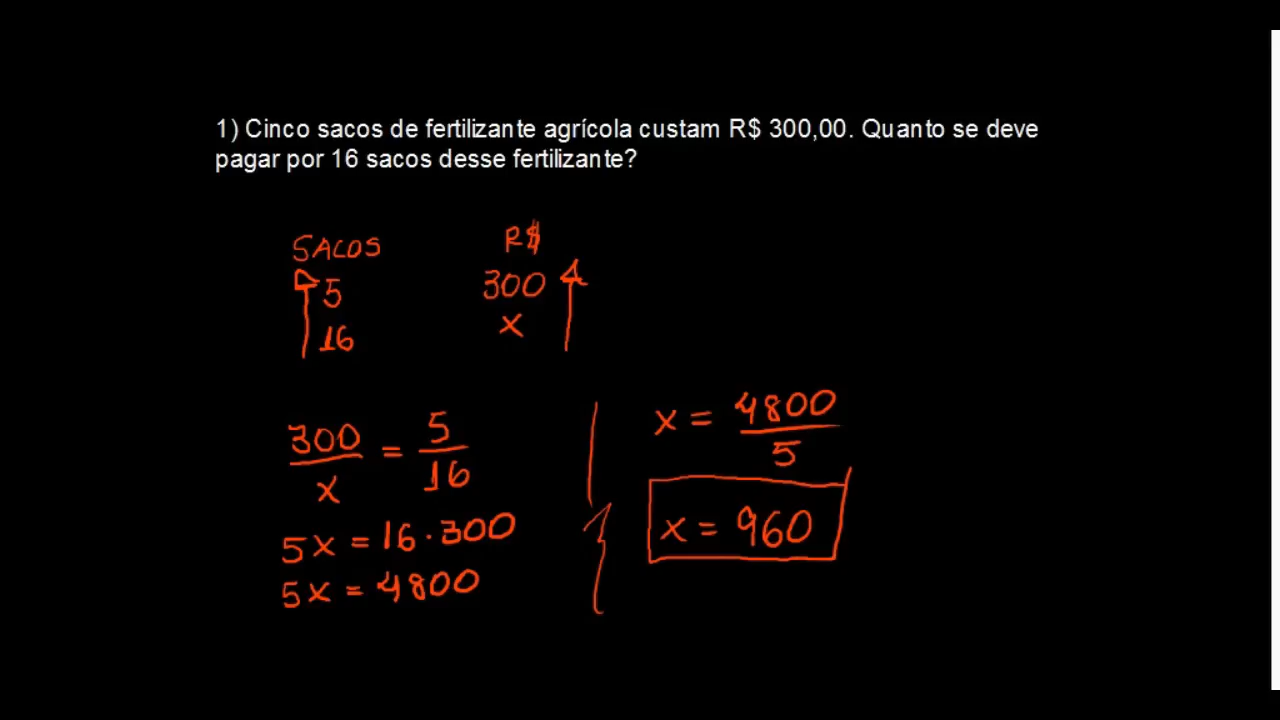 1) Cinco sacos de fertilizante agrícola custam R$ 300,00. Quanto se deve
pagar por 16 sacos desse fertilizante?
SACOS R$
5 300
16 x
300/x = 5/16
5x = 16 · 300
5x = 4800
x = 4800/5
x = 960